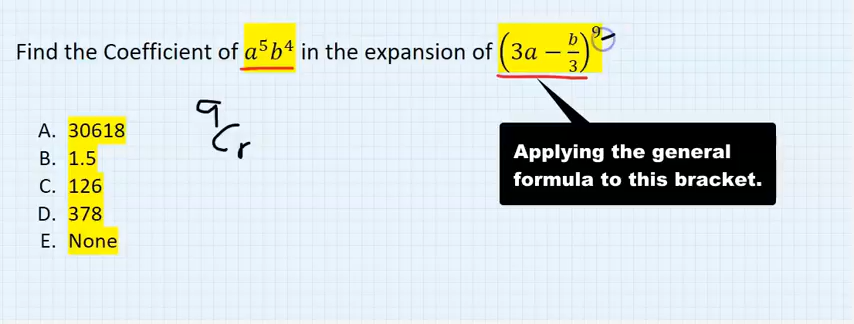 Find the Coefficient of a⁵b⁴ in the expansion of (3a − b/3)⁹
⁹Cr
A. 30618
B. 1.5
C. 126
D. 378
E. None
Applying the general
formula to this bracket.